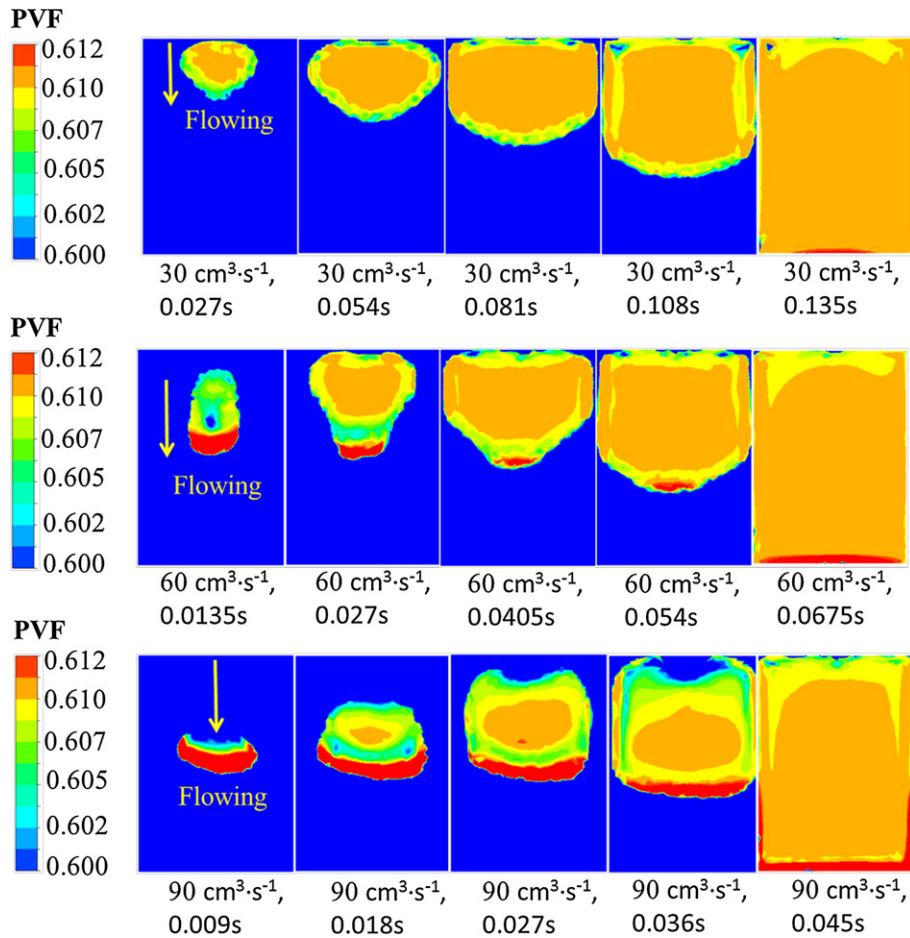 PVF
0.612
0.610
0.607
0.605
0.602
0.600
Flowing
30 cm³·s⁻¹, 0.027s
30 cm³·s⁻¹, 0.054s
30 cm³·s⁻¹, 0.081s
30 cm³·s⁻¹, 0.108s
30 cm³·s⁻¹, 0.135s
PVF
0.612
0.610
0.607
0.605
0.602
0.600
Flowing
60 cm³·s⁻¹, 0.0135s
60 cm³·s⁻¹, 0.027s
60 cm³·s⁻¹, 0.0405s
60 cm³·s⁻¹, 0.054s
60 cm³·s⁻¹, 0.0675s
PVF
0.612
0.610
0.607
0.605
0.602
0.600
Flowing
90 cm³·s⁻¹, 0.009s
90 cm³·s⁻¹, 0.018s
90 cm³·s⁻¹, 0.027s
90 cm³·s⁻¹, 0.036s
90 cm³·s⁻¹, 0.045s